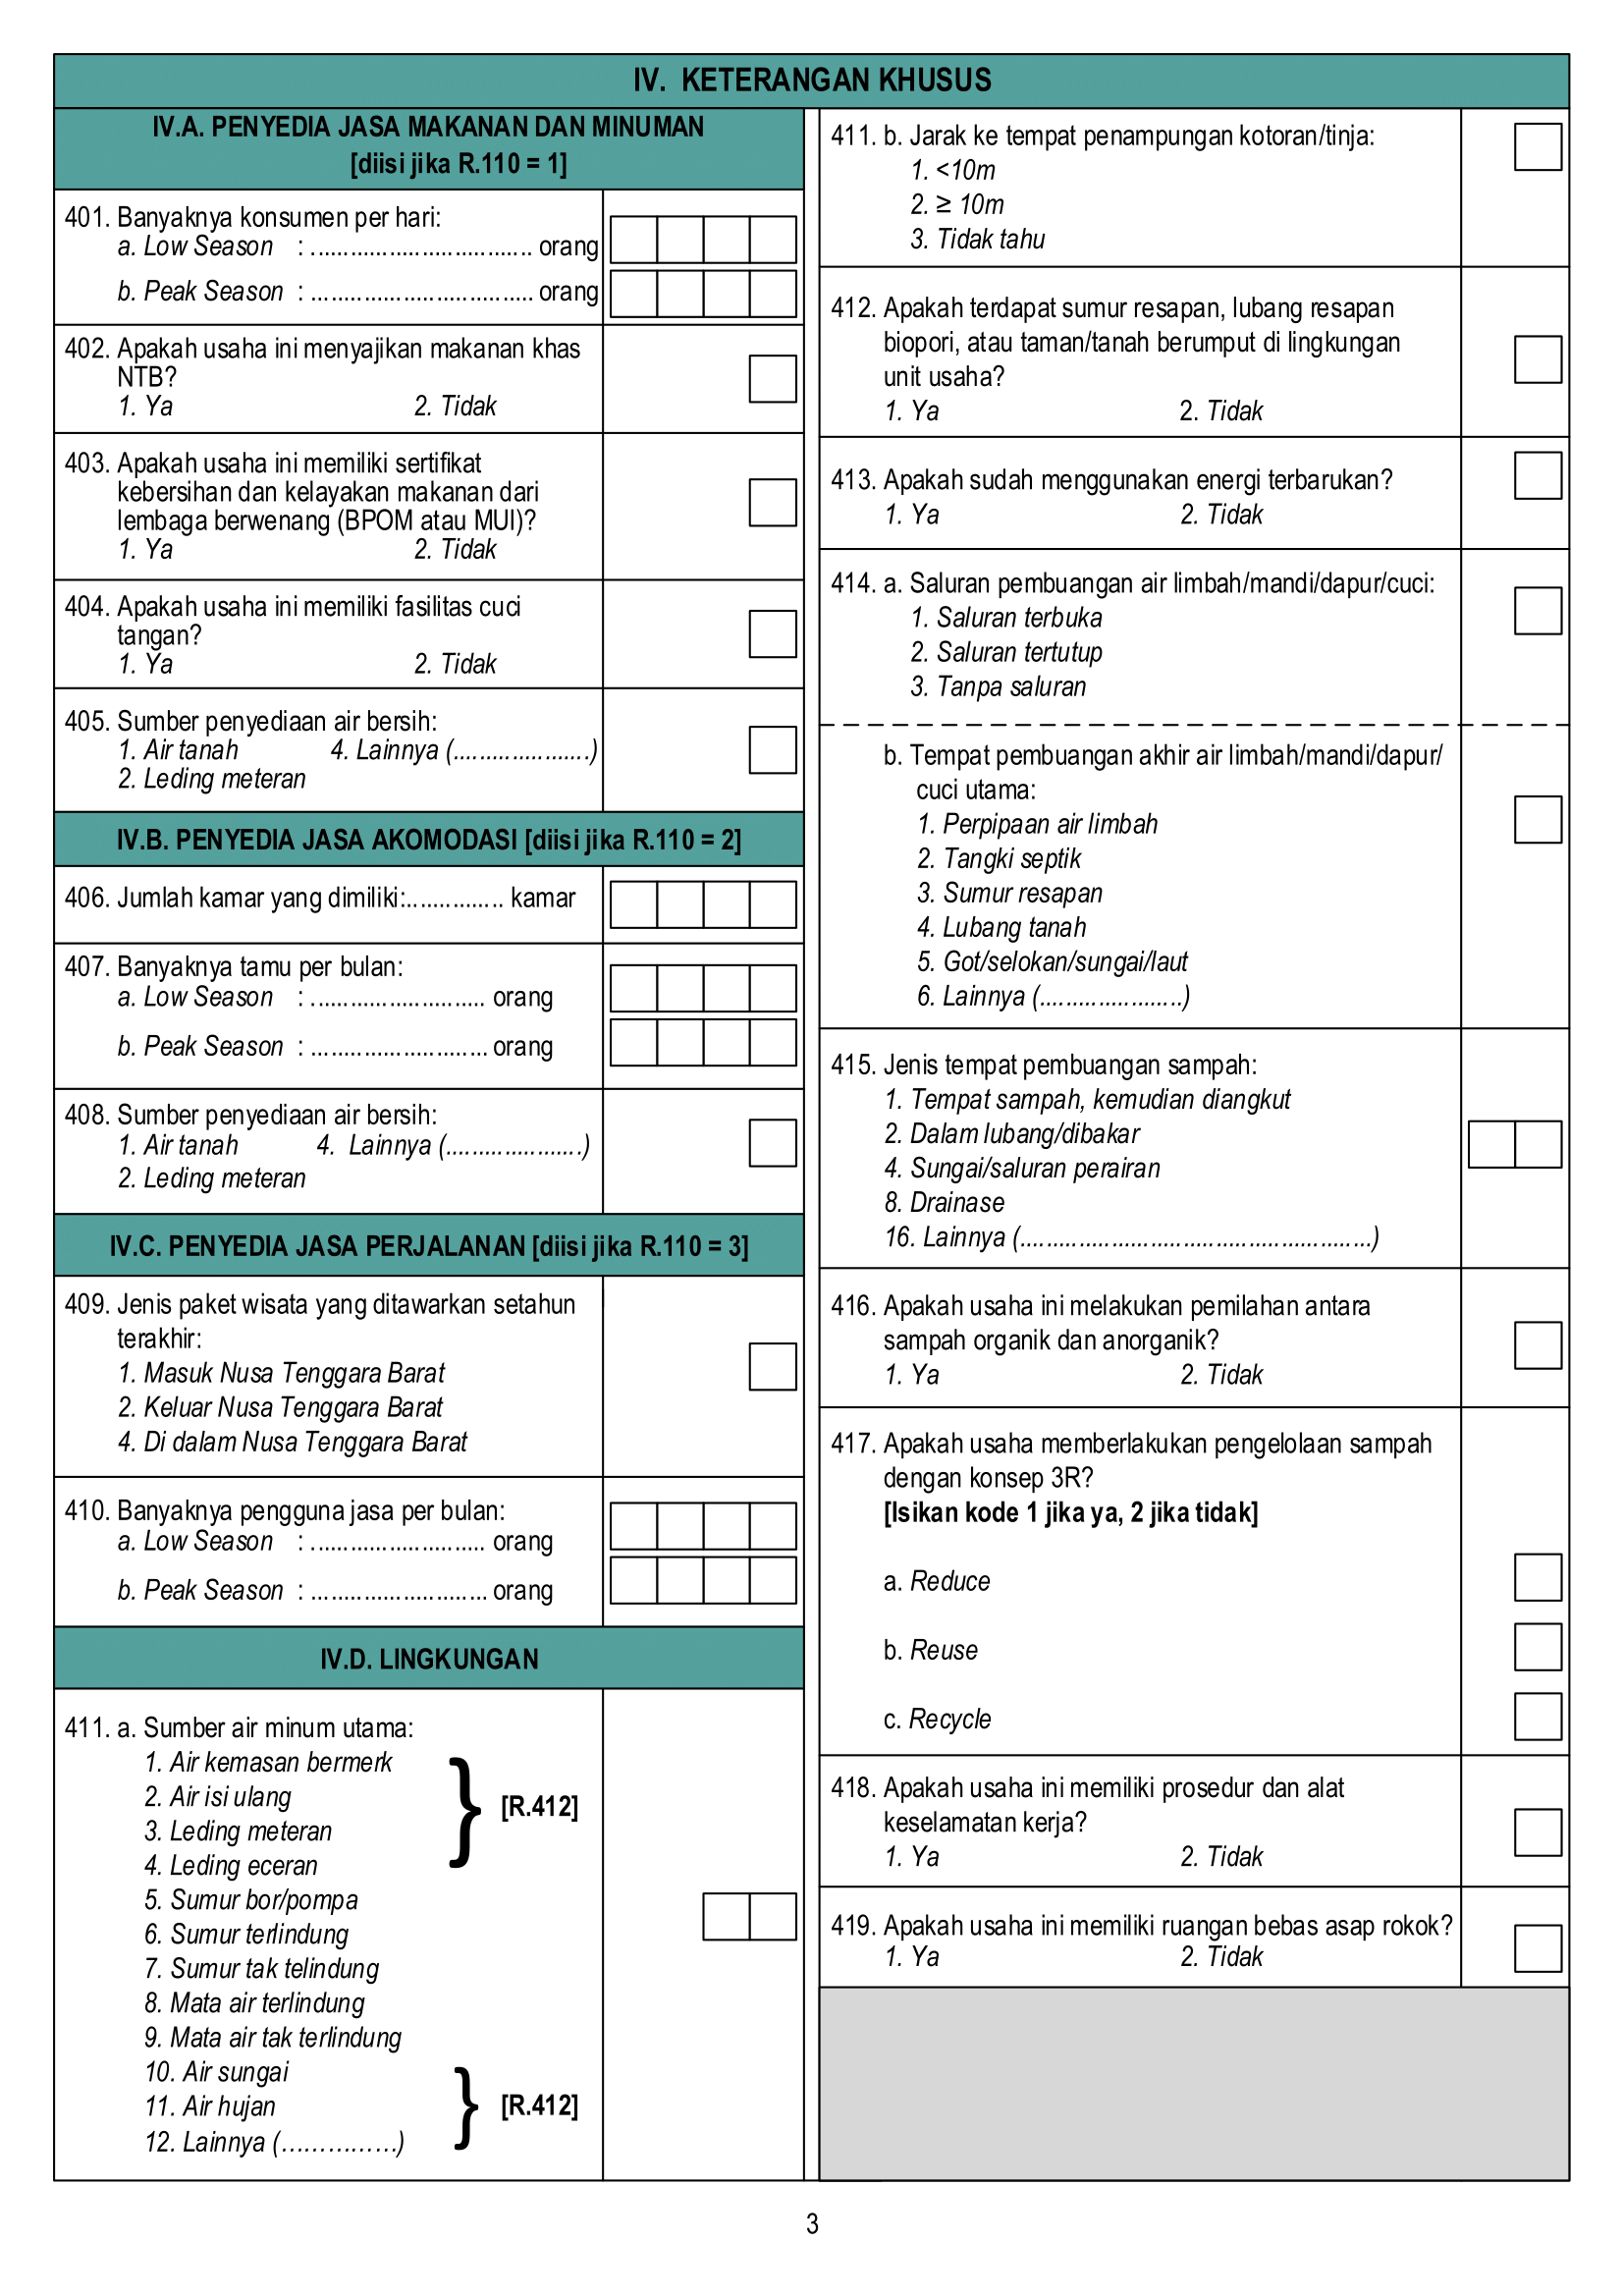 IV. KETERANGAN KHUSUS
IV.A. PENYEDIA JASA MAKANAN DAN MINUMAN
[diisi jika R.110 = 1]
401. Banyaknya konsumen per hari:
a. Low Season : .................................. orang
b. Peak Season : .................................. orang
402. Apakah usaha ini menyajikan makanan khas
NTB?
1. Ya 2. Tidak
403. Apakah usaha ini memiliki sertifikat
kebersihan dan kelayakan makanan dari
lembaga berwenang (BPOM atau MUI)?
1. Ya 2. Tidak
404. Apakah usaha ini memiliki fasilitas cuci
tangan?
1. Ya 2. Tidak
405. Sumber penyediaan air bersih:
1. Air tanah 4. Lainnya (.....................)
2. Leding meteran
IV.B. PENYEDIA JASA AKOMODASI [diisi jika R.110 = 2]
406. Jumlah kamar yang dimiliki:............... kamar
407. Banyaknya tamu per bulan:
a. Low Season : ........................... orang
b. Peak Season : ........................... orang
408. Sumber penyediaan air bersih:
1. Air tanah 4. Lainnya (.....................)
2. Leding meteran
IV.C. PENYEDIA JASA PERJALANAN [diisi jika R.110 = 3]
409. Jenis paket wisata yang ditawarkan setahun
terakhir:
1. Masuk Nusa Tenggara Barat
2. Keluar Nusa Tenggara Barat
4. Di dalam Nusa Tenggara Barat
410. Banyaknya pengguna jasa per bulan:
a. Low Season : ........................... orang
b. Peak Season : ........................... orang
IV.D. LINGKUNGAN
411. a. Sumber air minum utama:
1. Air kemasan bermerk
2. Air isi ulang
[R.412]
3. Leding meteran
4. Leding eceran
5. Sumur bor/pompa
6. Sumur terlindung
7. Sumur tak telindung
8. Mata air terlindung
9. Mata air tak terlindung
10. Air sungai
11. Air hujan [R.412]
12. Lainnya (……………)
411. b. Jarak ke tempat penampungan kotoran/tinja:
1. <10m
2. ≥ 10m
3. Tidak tahu
412. Apakah terdapat sumur resapan, lubang resapan
biopori, atau taman/tanah berumput di lingkungan
unit usaha?
1. Ya 2. Tidak
413. Apakah sudah menggunakan energi terbarukan?
1. Ya 2. Tidak
414. a. Saluran pembuangan air limbah/mandi/dapur/cuci:
1. Saluran terbuka
2. Saluran tertutup
3. Tanpa saluran
b. Tempat pembuangan akhir air limbah/mandi/dapur/
cuci utama:
1. Perpipaan air limbah
2. Tangki septik
3. Sumur resapan
4. Lubang tanah
5. Got/selokan/sungai/laut
6. Lainnya (......................)
415. Jenis tempat pembuangan sampah:
1. Tempat sampah, kemudian diangkut
2. Dalam lubang/dibakar
4. Sungai/saluran perairan
8. Drainase
16. Lainnya (......................................................)
416. Apakah usaha ini melakukan pemilahan antara
sampah organik dan anorganik?
1. Ya 2. Tidak
417. Apakah usaha memberlakukan pengelolaan sampah
dengan konsep 3R?
[Isikan kode 1 jika ya, 2 jika tidak]
a. Reduce
b. Reuse
c. Recycle
418. Apakah usaha ini memiliki prosedur dan alat
keselamatan kerja?
1. Ya 2. Tidak
419. Apakah usaha ini memiliki ruangan bebas asap rokok?
1. Ya 2. Tidak
3